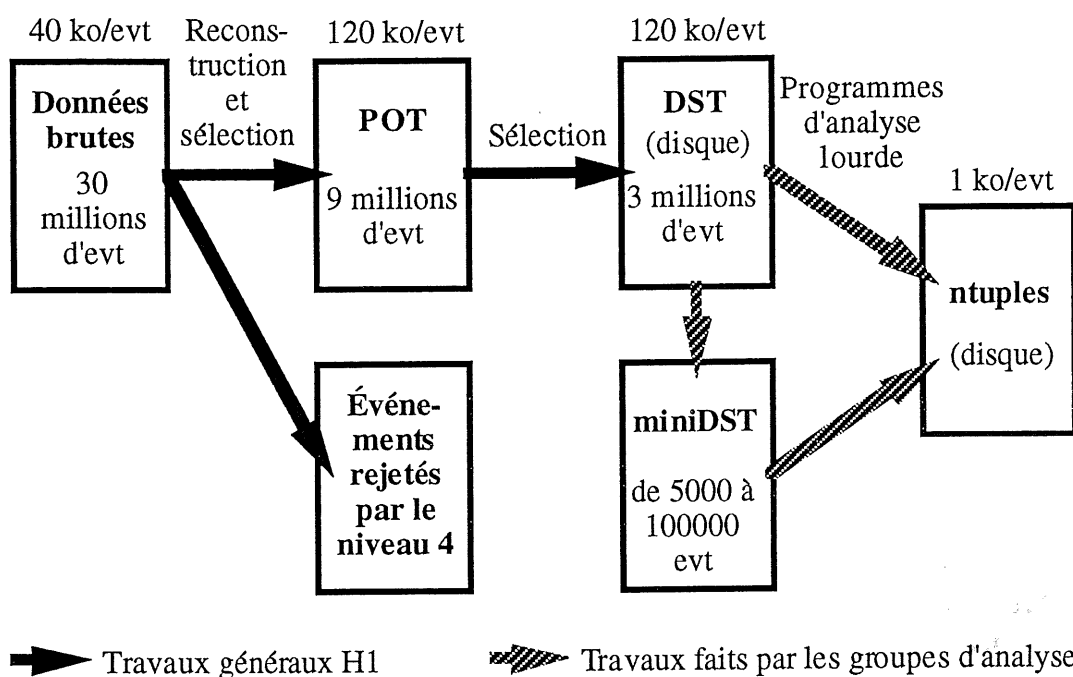 40 ko/evt
Données
brutes
30
millions
d'evt
Recons-
truction
et
sélection
120 ko/evt
POT
9 millions
d'evt
Sélection
120 ko/evt
DST
(disque)
3 millions
d'evt
Programmes
d'analyse
lourde
1 ko/evt
ntuples
(disque)
Événe-
ments
rejetés
par le
niveau 4
miniDST
de 5000 à
100000
evt
Travaux généraux H1
Travaux faits par les groupes d'analyse